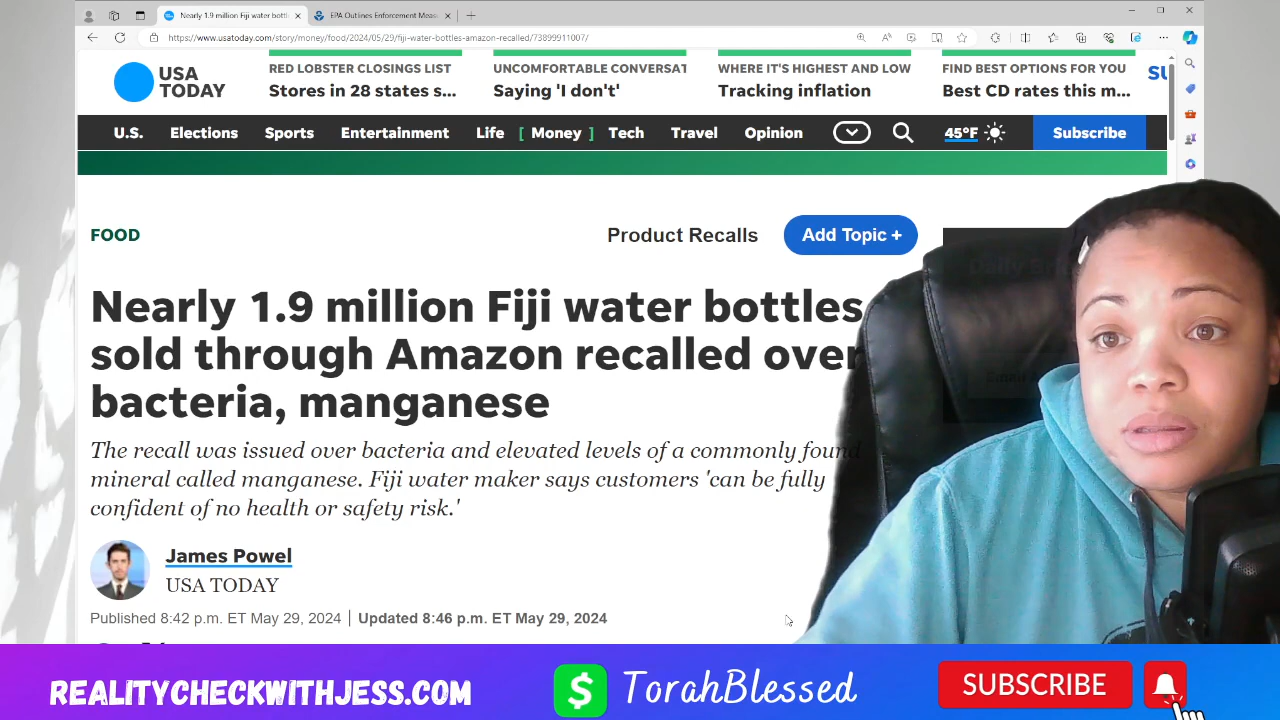 Nearly 1.9 million Fiji water bottl
EPA Outlines Enforcement Meas
https://www.usatoday.com/story/money/food/2024/05/29/fiji-water-bottles-amazon-recalled/73899911007/
USA TODAY
RED LOBSTER CLOSINGS LIST
Stores in 28 states s...
UNCOMFORTABLE CONVERSAT
Saying 'I don't'
WHERE IT'S HIGHEST AND LOW
Tracking inflation
FIND BEST OPTIONS FOR YOU
Best CD rates this m...
SU
U.S. Elections Sports Entertainment Life [ Money ] Tech Travel Opinion 45°F Subscribe
FOOD
Product Recalls Add Topic +
Nearly 1.9 million Fiji water bottles
sold through Amazon recalled over
bacteria, manganese
The recall was issued over bacteria and elevated levels of a commonly found
mineral called manganese. Fiji water maker says customers 'can be fully
confident of no health or safety risk.'
James Powel
USA TODAY
Published 8:42 p.m. ET May 29, 2024 | Updated 8:46 p.m. ET May 29, 2024
REALITYCHECKWITHJESS.COM
$ TorahBlessed
SUBSCRIBE